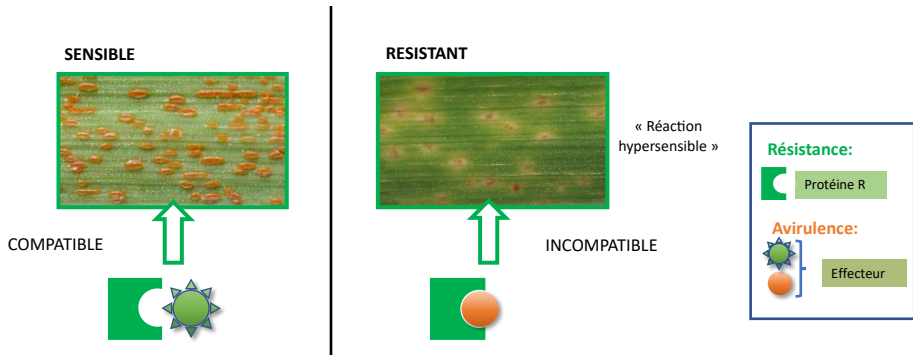 SENSIBLE
COMPATIBLE
RESISTANT
« Réaction
hypersensible »
INCOMPATIBLE
Résistance:
Protéine R
Avirulence:
Effecteur